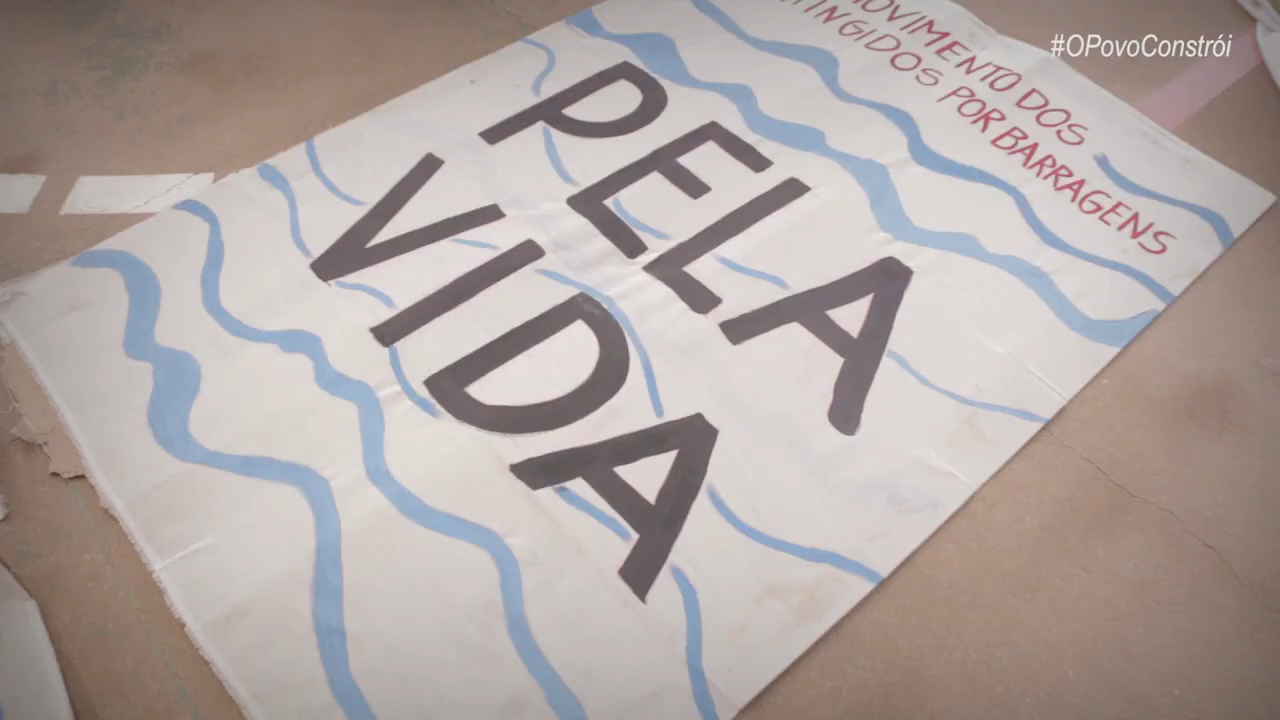 #OPovoConstrói
MOVIMENTO DOS
ATINGIDOS POR BARRAGENS
PELA
VIDA